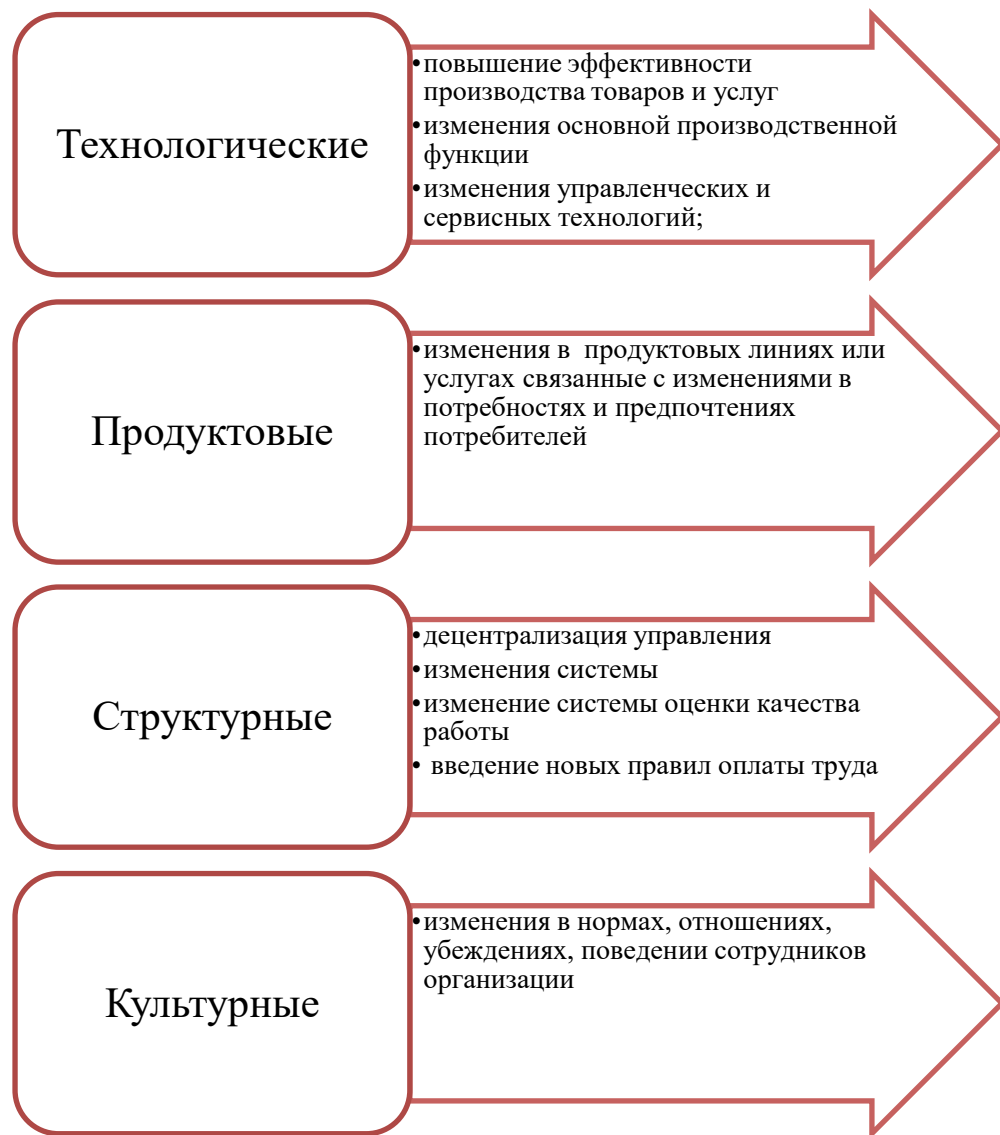 Технологические
•повышение эффективности
производства товаров и услуг
•изменения основной производственной
функции
•изменения управленческих и
сервисных технологий;
Продуктовые
•изменения в продуктовых линиях или
услугах связанные с изменениями в
потребностях и предпочтениях
потребителей
Структурные
•децентрализация управления
•изменения системы
•изменение системы оценки качества
работы
• введение новых правил оплаты труда
Культурные
•изменения в нормах, отношениях,
убеждениях, поведении сотрудников
организации